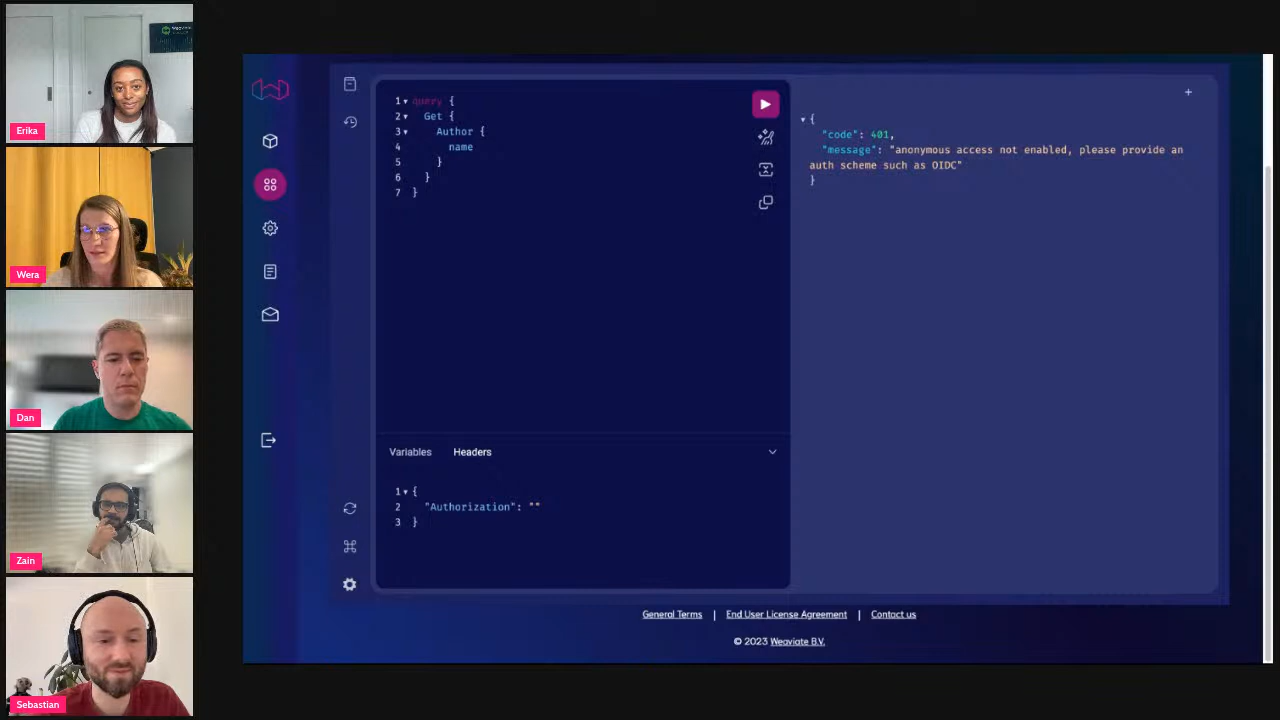 Erika
Wera
Dan
Zain
Sebastian
1 query {
2 Get {
3 Author {
4 name
5 }
6 }
7 }
Variables Headers
1 {
2 "Authorization": ""
3 }
{
"code": 401,
"message": "anonymous access not enabled, please provide an
auth scheme such as OIDC"
}
General Terms | End User License Agreement | Contact us
© 2023 Weaviate B.V.